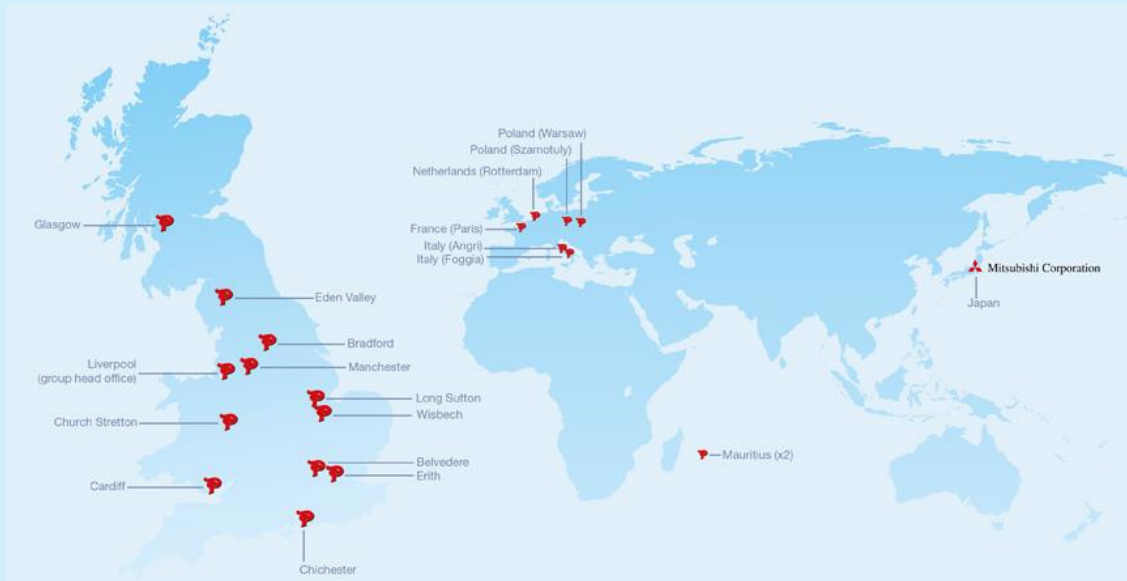 Poland (Warsaw)
Poland (Szamotuly)
Netherlands (Rotterdam)
Glasgow
France (Paris)
Italy (Angri)
Italy (Foggia)
Mitsubishi Corporation
Japan
Eden Valley
Bradford
Liverpool
(group head office)
Manchester
Long Sutton
Wisbech
Church Stretton
Mauritius (x2)
Belvedere
Erith
Cardiff
Chichester